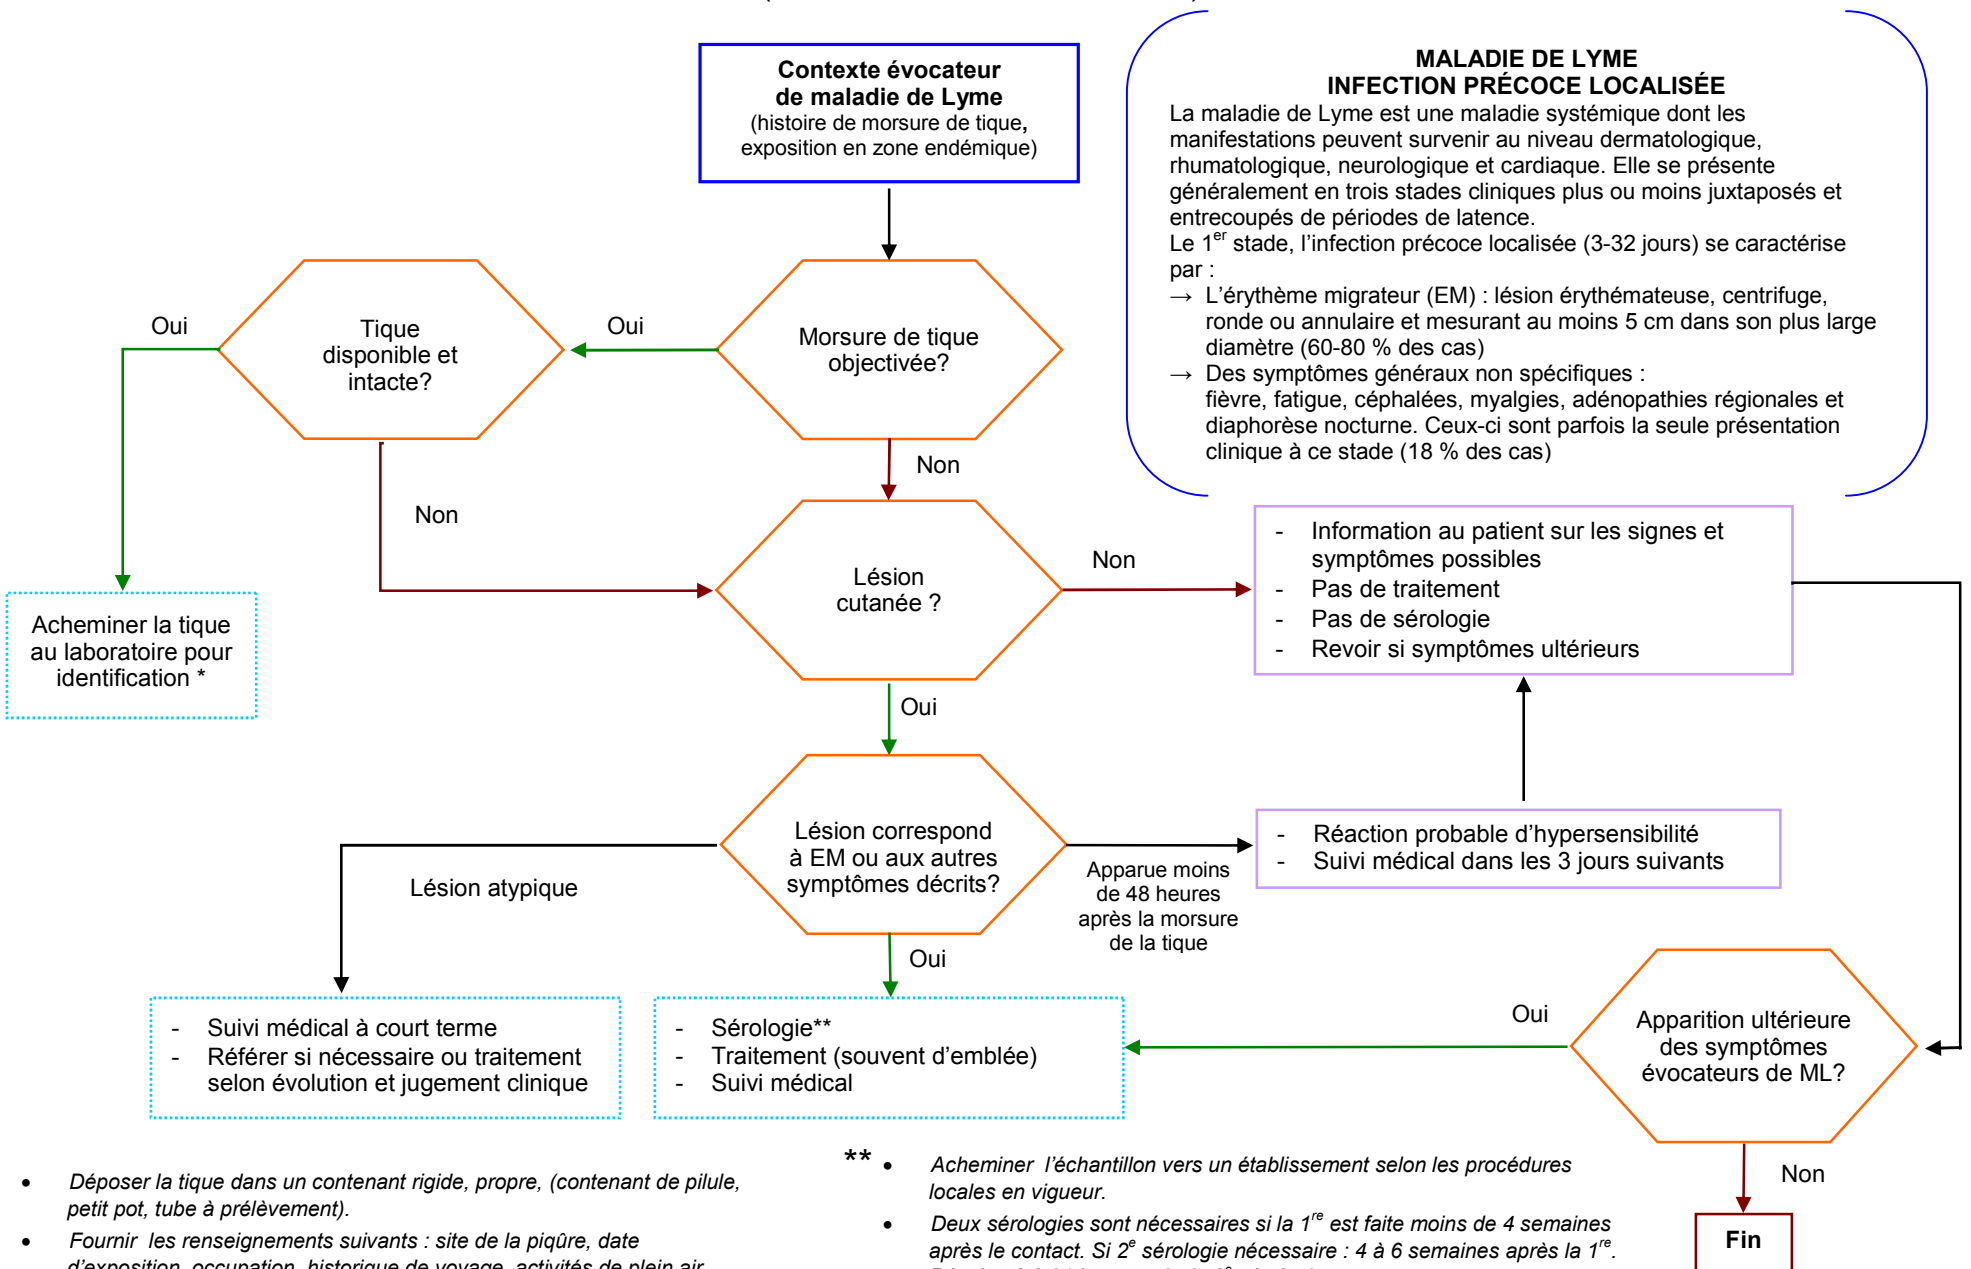 Contexte évocateur
de maladie de Lyme
(histoire de morsure de tique,
exposition en zone endémique)
MALADIE DE LYME
INFECTION PRÉCOCE LOCALISÉE
La maladie de Lyme est une maladie systémique dont les
manifestations peuvent survenir au niveau dermatologique,
rhumatologique, neurologique et cardiaque. Elle se présente
généralement en trois stades cliniques plus ou moins juxtaposés et
entrecoupés de périodes de latence.
Le 1er stade, l'infection précoce localisée (3-32 jours) se caractérise
par :
→ L'érythème migrateur (EM) : lésion érythémateuse, centrifuge,
ronde ou annulaire et mesurant au moins 5 cm dans son plus large
diamètre (60-80 % des cas)
→ Des symptômes généraux non spécifiques :
fièvre, fatigue, céphalées, myalgies, adénopathies régionales et
diaphorèse nocturne. Ceux-ci sont parfois la seule présentation
clinique à ce stade (18 % des cas)
Oui
Tique
disponible et
intacte?
Oui
Morsure de tique
objectivée?
Non
Non
Acheminer la tique
au laboratoire pour
identification *
Lésion
cutanée ?
Non
- Information au patient sur les signes et
symptômes possibles
- Pas de traitement
- Pas de sérologie
- Revoir si symptômes ultérieurs
Oui
Lésion correspond
à EM ou aux autres
symptômes décrits?
Lésion atypique
Apparue moins
de 48 heures
après la morsure
de la tique
- Réaction probable d'hypersensibilité
- Suivi médical dans les 3 jours suivants
Oui
- Suivi médical à court terme
- Référer si nécessaire ou traitement
selon évolution et jugement clinique
- Sérologie**
- Traitement (souvent d'emblée)
- Suivi médical
Oui
Apparition ultérieure
des symptômes
évocateurs de ML?
Non
Fin
• Déposer la tique dans un contenant rigide, propre, (contenant de pilule,
petit pot, tube à prélèvement).
• Fournir les renseignements suivants : site de la piqûre, date
d'exposition, occupation, historique de voyage, activités de plein air
** • Acheminer l'échantillon vers un établissement selon les procédures
locales en vigueur.
• Deux sérologies sont nécessaires si la 1re est faite moins de 4 semaines
après le contact. Si 2e sérologie nécessaire : 4 à 6 semaines après la 1re.